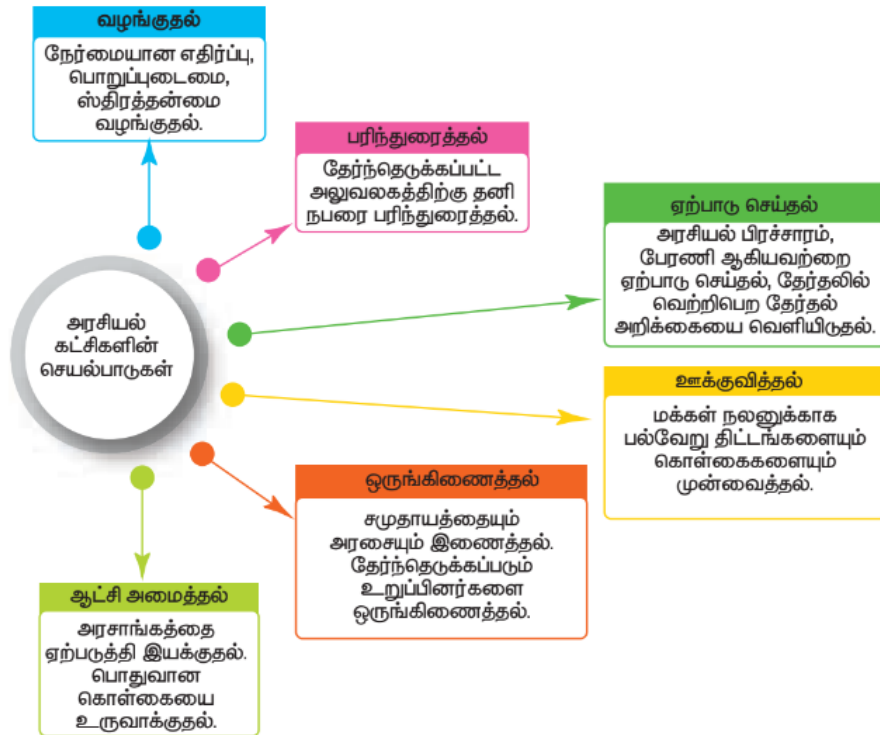 வழங்குதல்
நேர்மையான எதிர்ப்பு,
பொறுப்புடைமை,
ஸ்திரத்தன்மை
வழங்குதல்.
பரிந்துரைத்தல்
தேர்ந்தெடுக்கப்பட்ட
அலுவலகத்திற்கு தனி
நபரை பரிந்துரைத்தல்.
ஏற்பாடு செய்தல்
அரசியல் பிரச்சாரம்,
பேரணி ஆகியவற்றை
ஏற்பாடு செய்தல், தேர்தலில்
வெற்றிபெற தேர்தல்
அறிக்கையை வெளியிடுதல்.
அரசியல்
கட்சிகளின்
செயல்பாடுகள்
ஊக்குவித்தல்
மக்கள் நலனுக்காக
பல்வேறு திட்டங்களையும்
கொள்கைகளையும்
முன்வைத்தல்.
ஒருங்கிணைத்தல்
சமுதாயத்தையும்
அரசையும் இணைத்தல்.
தேர்ந்தெடுக்கப்படும்
உறுப்பினர்களை
ஒருங்கிணைத்தல்.
ஆட்சி அமைத்தல்
அரசாங்கத்தை
ஏற்படுத்தி இயக்குதல்.
பொதுவான
கொள்கையை
உருவாக்குதல்.